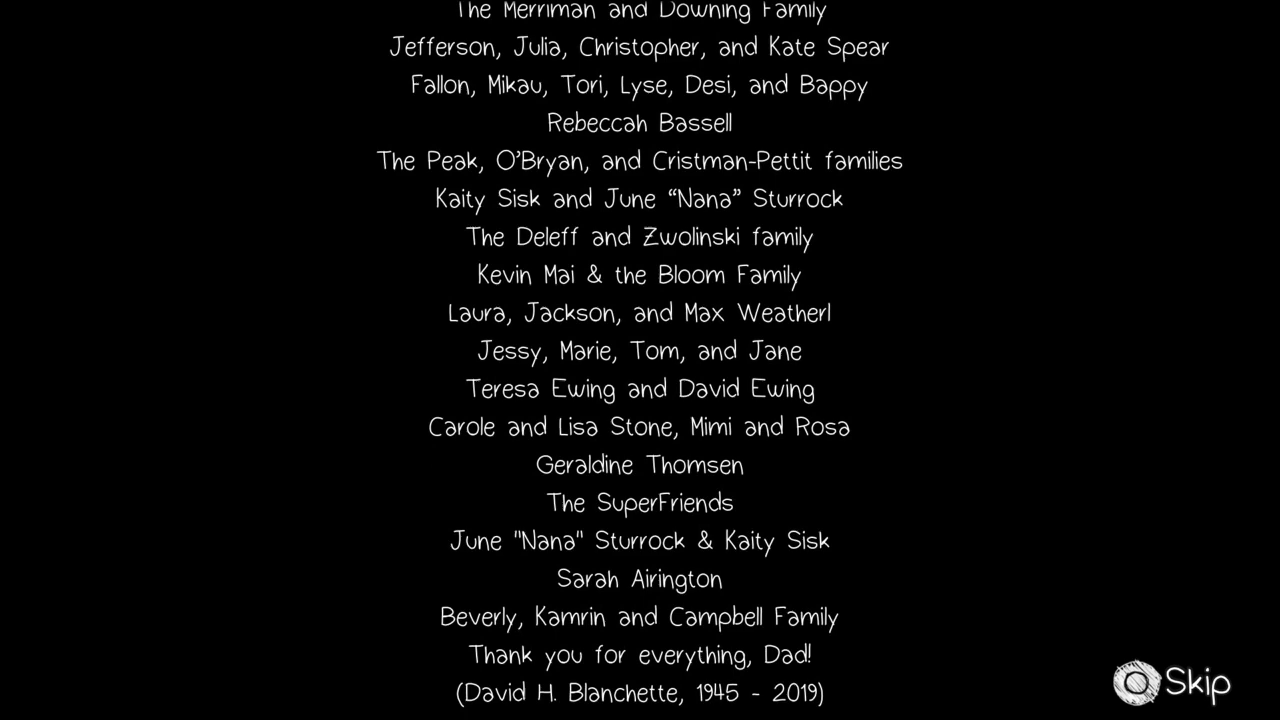 The Merriman and Downing Family
Jefferson, Julia, Christopher, and Kate Spear
Fallon, Mikau, Tori, Lyse, Desi, and Bappy
Rebeccah Bassell
The Peak, O’Bryan, and Cristman-Pettit families
Kaity Sisk and June “Nana” Sturrock
The Deleff and Zwolinski family
Kevin Mai & the Bloom Family
Laura, Jackson, and Max Weatherl
Jessy, Marie, Tom, and Jane
Teresa Ewing and David Ewing
Carole and Lisa Stone, Mimi and Rosa
Geraldine Thomsen
The SuperFriends
June "Nana" Sturrock & Kaity Sisk
Sarah Airington
Beverly, Kamrin and Campbell Family
Thank you for everything, Dad!
(David H. Blanchette, 1945 - 2019)
Skip